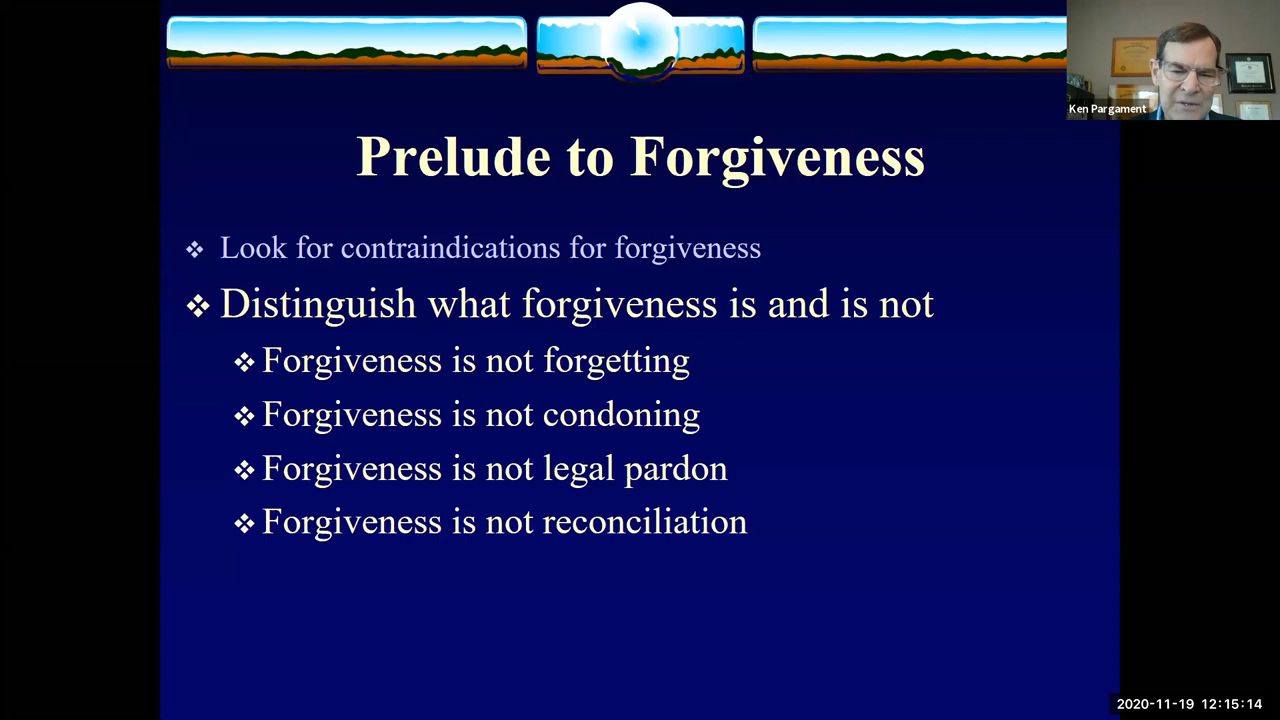 Ken Pargament
Prelude to Forgiveness
❖ Look for contraindications for forgiveness
❖ Distinguish what forgiveness is and is not
❖ Forgiveness is not forgetting
❖ Forgiveness is not condoning
❖ Forgiveness is not legal pardon
❖ Forgiveness is not reconciliation
2020-11-19 12:15:14